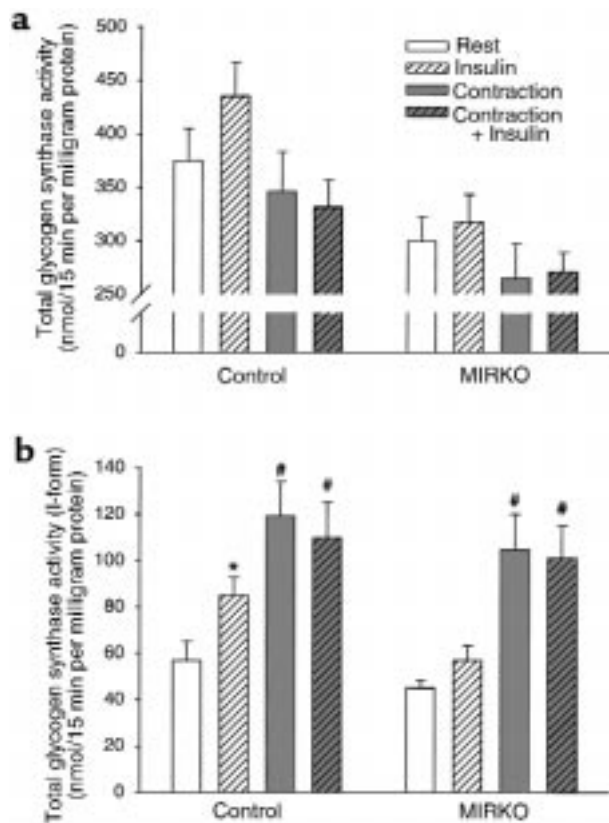 a
Total glycogen synthase activity
(nmol/15 min per milligram protein)
500
450
400
350
300
250
0
Rest
Insulin
Contraction
Contraction
+ Insulin
Control
MIRKO
b
Total glycogen synthase activity (I-form)
(nmol/15 min per milligram protein)
140
120
100
80
60
40
20
0
*
#
#
#
#
Control
MIRKO